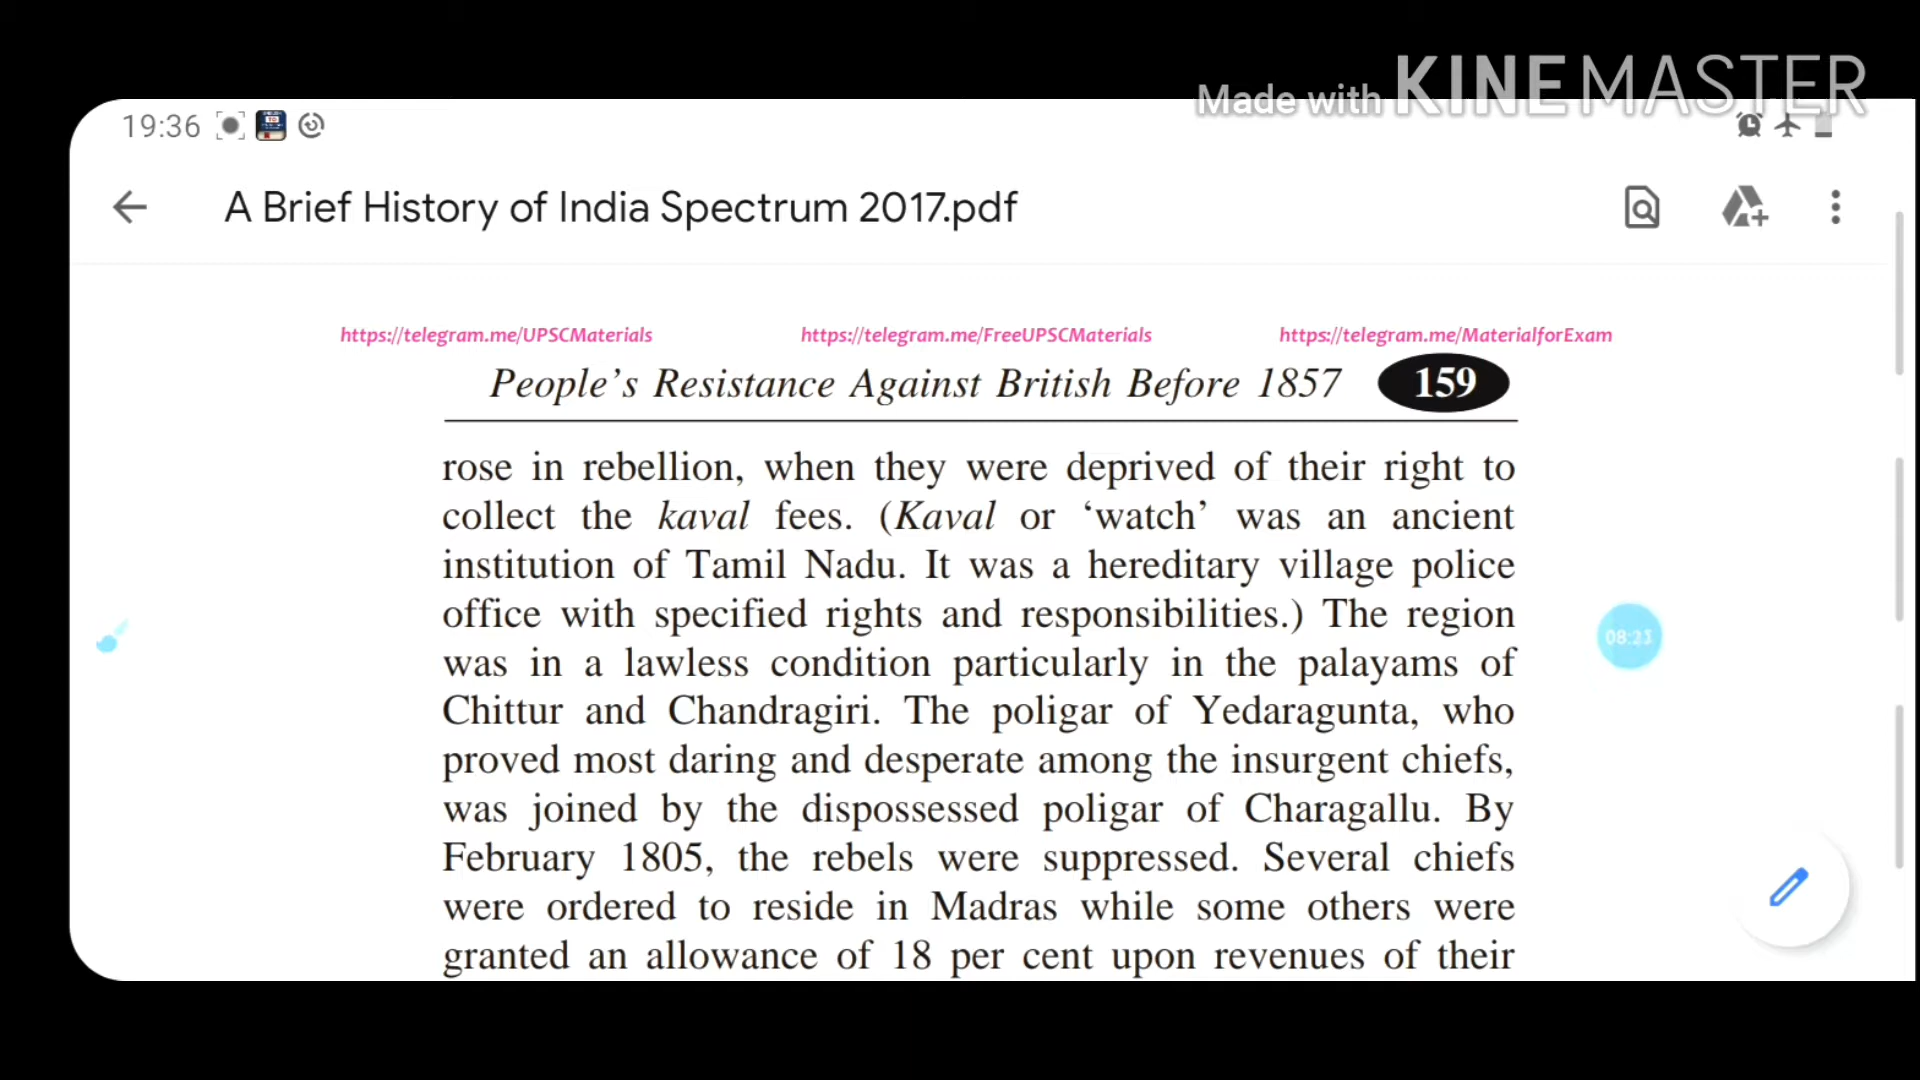 Made with KINEMASTER
19:36
A Brief History of India Spectrum 2017.pdf
https://telegram.me/UPSCMaterials https://telegram.me/FreeUPSCMaterials https://telegram.me/MaterialforExam
People's Resistance Against British Before 1857 159
rose in rebellion, when they were deprived of their right to
collect the kaval fees. (Kaval or ‘watch’ was an ancient
institution of Tamil Nadu. It was a hereditary village police
office with specified rights and responsibilities.) The region
was in a lawless condition particularly in the palayams of
Chittur and Chandragiri. The poligar of Yedaragunta, who
proved most daring and desperate among the insurgent chiefs,
was joined by the dispossessed poligar of Charagallu. By
February 1805, the rebels were suppressed. Several chiefs
were ordered to reside in Madras while some others were
granted an allowance of 18 per cent upon revenues of their